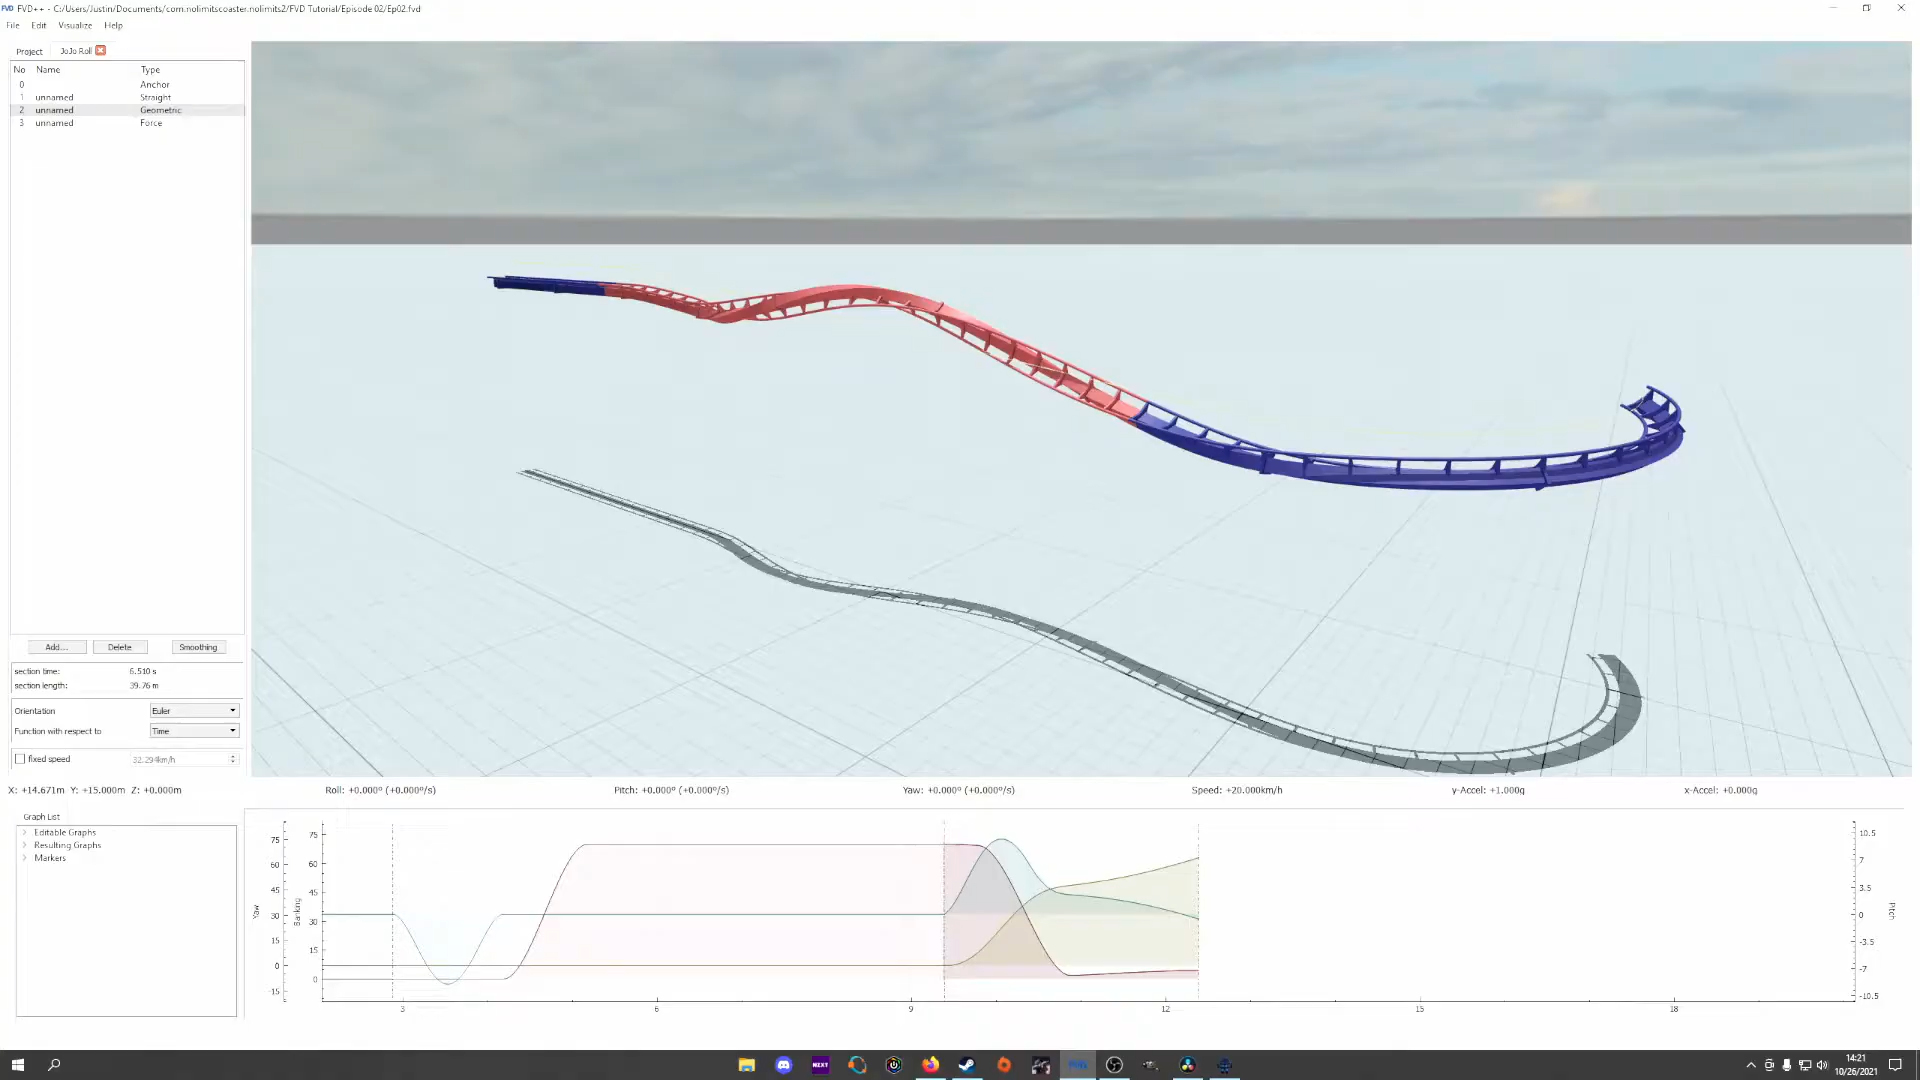 FVD++ - C:/Users/Justin/Documents/com.nolimitscoaster.nolimits2/FVD Tutorial/Episode 02/Ep02.fvd
File Edit Visualize Help
Project JoJo Roll
No Name Type
0 Anchor
1 unnamed Straight
2 unnamed Geometric
3 unnamed Force
Add... Delete Smoothing
section time: 6.510 s
section length: 39.76 m
Orientation Euler
Function with respect to Time
fixed speed 32.294km/h
X: +14.671m Y: +15.000m Z: +0.000m Roll: +0.000° (+0.000°/s) Pitch: +0.000° (+0.000°/s) Yaw: +0.000° (+0.000°/s) Speed: +20.000km/h y-Accel: +1.000g x-Accel: +0.000g
Graph List
Editable Graphs
Resulting Graphs
Markers
Yaw
75
60
45
30
15
0
-15
Banking
75
60
45
30
15
0
3 6 9 12 15 18
10.5
7
3.5
0
-3.5
-7
-10.5
Pitch
NEXT
14:21
10/26/2021